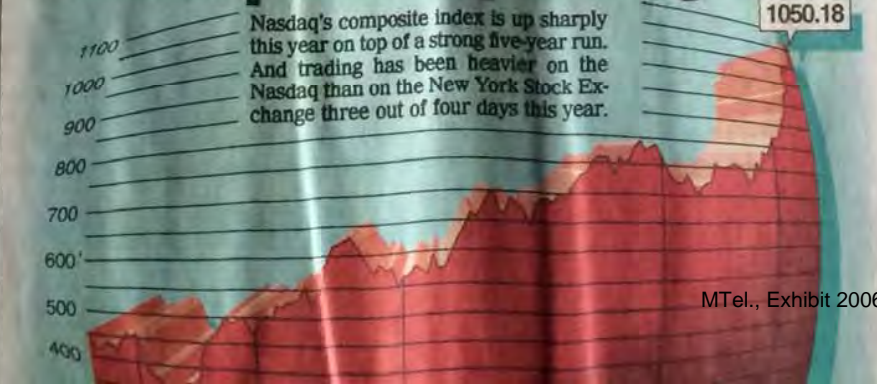 1050.18
Nasdaq's composite index is up sharply
this year on top of a strong five-year run.
And trading has been heavier on the
Nasdaq than on the New York Stock Ex-
change three out of four days this year.
1100
1000
900
800
700
600
500
400
MTel., Exhibit 2006